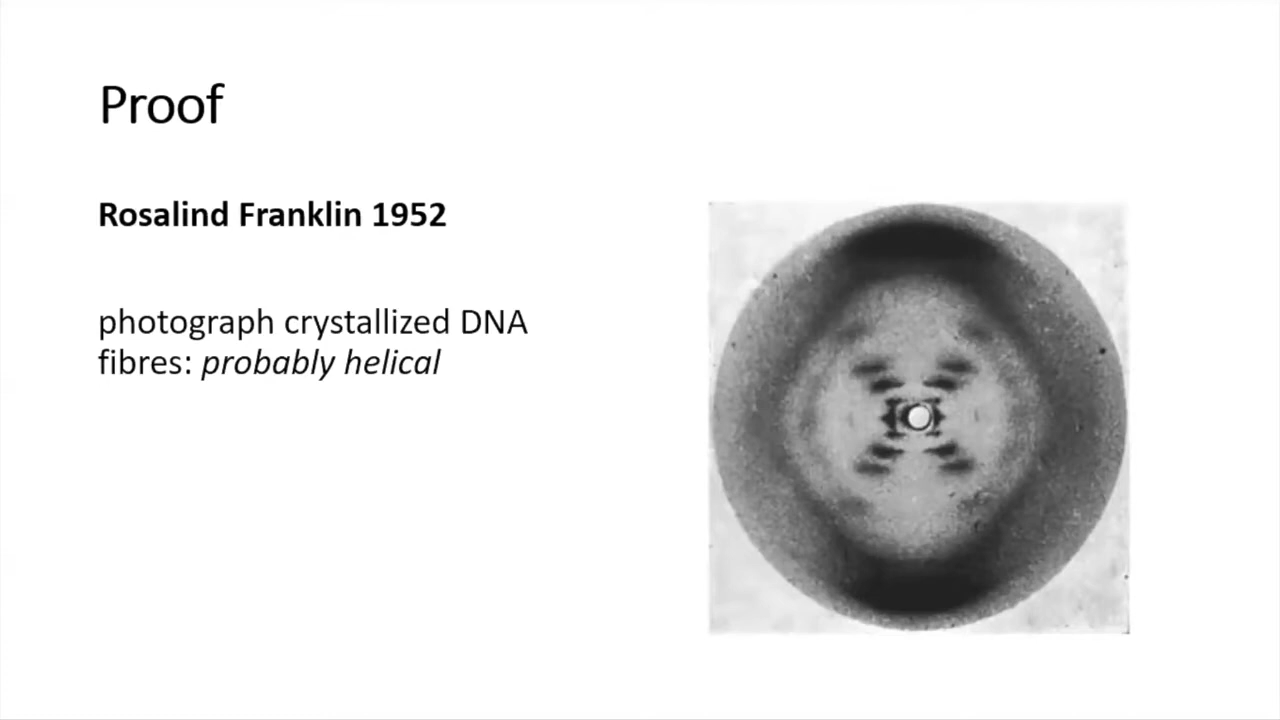 Proof
Rosalind Franklin 1952
photograph crystallized DNA
fibres: probably helical